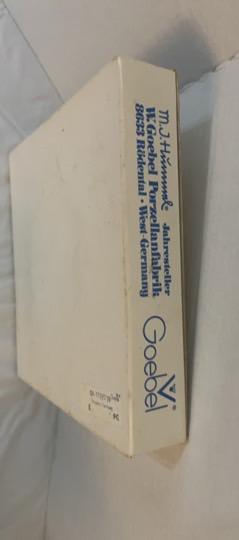 M.J.Hümmel Jahresteller
W. Goebel Porzellanfabrik
8633 Rödental · West-Germany
Goebel